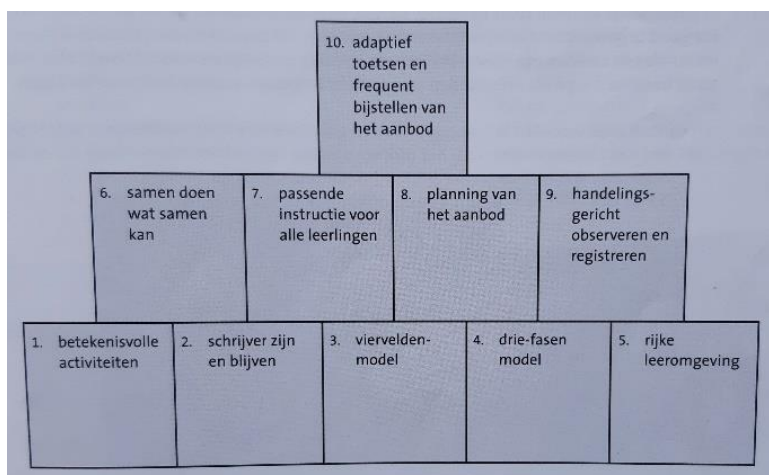 10. adaptief
toetsen en
frequent
bijstellen van
het aanbod
6. samen doen
wat samen
kan
7. passende
instructie voor
alle leerlingen
8. planning van
het aanbod
9. handelings-
gericht
observeren en
registreren
1. betekenisvolle
activiteiten
2. schrijver zijn
en blijven
3. viervelden-
model
4. drie-fasen
model
5. rijke
leeromgeving